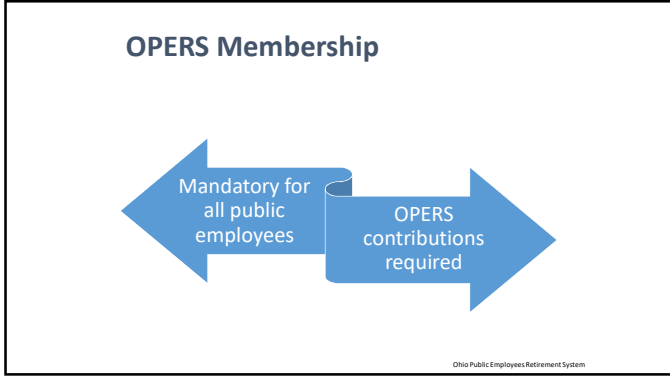 OPERS Membership
Mandatory for
all public
employees
OPERS
contributions
required
Ohio Public Employees Retirement System